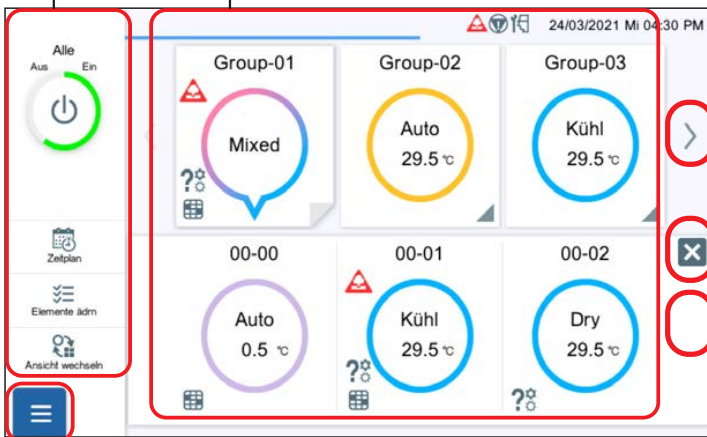 24/03/2021 Mi 04:30 PM
Alle
Aus Ein
Zeitplan
Elemente ädrn
Ansicht wechseln
Group-01
Mixed
Group-02
Auto
29.5 °C
Group-03
Kühl
29.5 °C
00-00
Auto
0.5 °C
00-01
Kühl
29.5 °C
00-02
Dry
29.5 °C